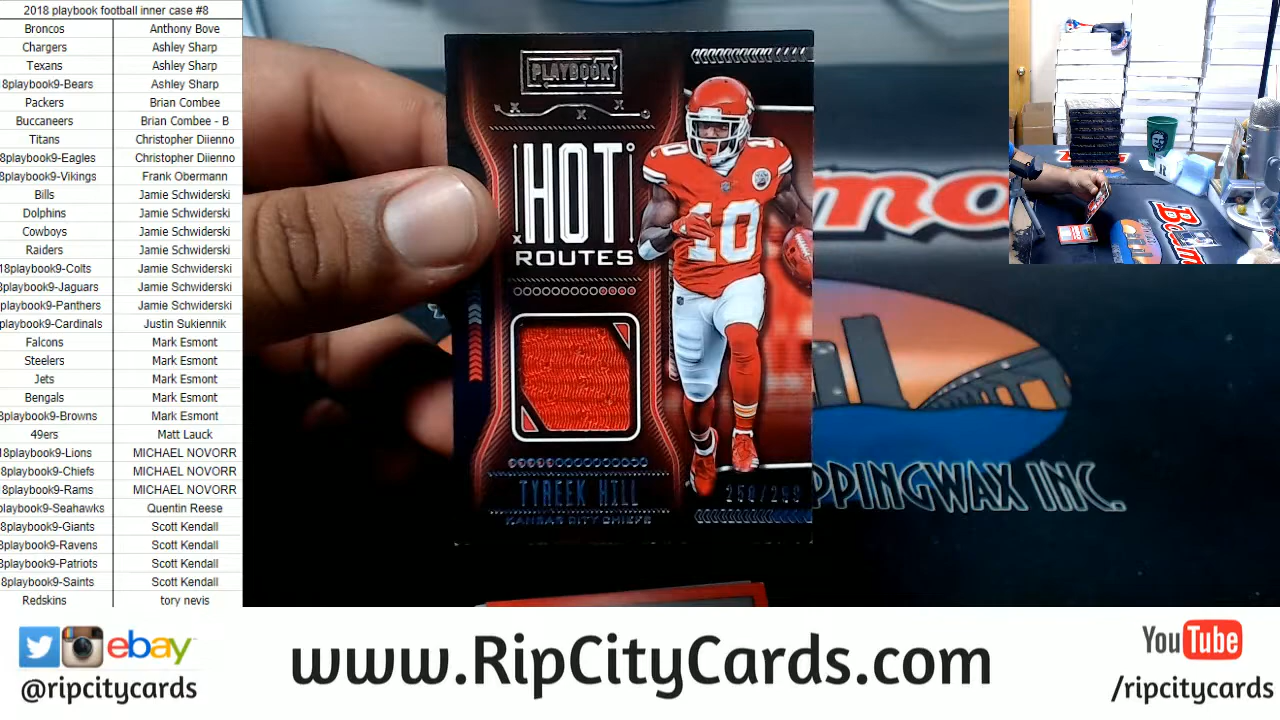 2018 playbook football inner case #8
Broncos Anthony Bove
Chargers Ashley Sharp
Texans Ashley Sharp
8playbook9-Bears Ashley Sharp
Packers Brian Combee
Buccaneers Brian Combee - B
Titans Christopher Diienno
8playbook9-Eagles Christopher Diienno
8playbook9-Vikings Frank Obermann
Bills Jamie Schwiderski
Dolphins Jamie Schwiderski
Cowboys Jamie Schwiderski
Raiders Jamie Schwiderski
18playbook9-Colts Jamie Schwiderski
8playbook9-Jaguars Jamie Schwiderski
playbook9-Panthers Jamie Schwiderski
playbook9-Cardinals Justin Sukiennik
Falcons Mark Esmont
Steelers Mark Esmont
Jets Mark Esmont
Bengals Mark Esmont
8playbook9-Browns Mark Esmont
49ers Matt Lauck
18playbook9-Lions MICHAEL NOVORR
8playbook9-Chiefs MICHAEL NOVORR
8playbook9-Rams MICHAEL NOVORR
playbook9-Seahawks Quentin Reese
8playbook9-Giants Scott Kendall
8playbook9-Ravens Scott Kendall
8playbook9-Patriots Scott Kendall
8playbook9-Saints Scott Kendall
Redskins tory nevis
PLAYBOOK
HOT
ROUTES
10
TYREEK HILL
KANSAS CITY CHIEFS
258/299
mo
PPINGWAX INC.
ebay
@ripcitycards
www.RipCityCards.com
YouTube
/ripcitycards